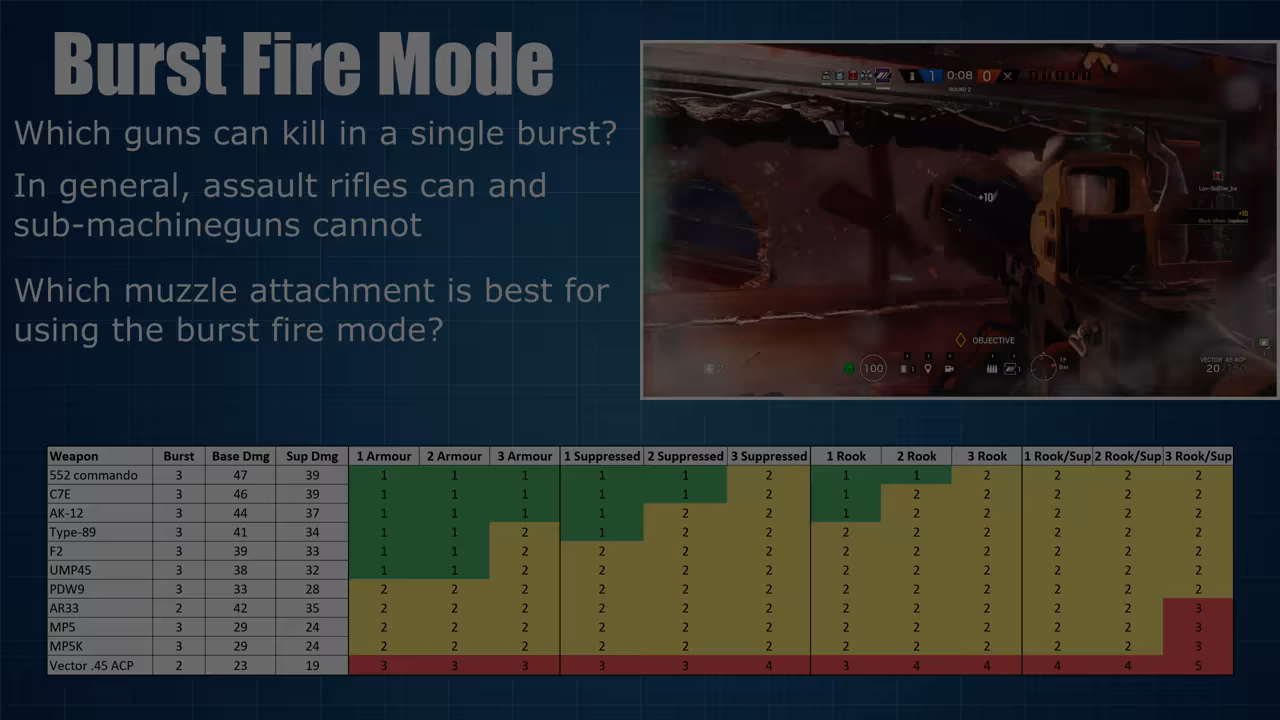 Burst Fire Mode
Which guns can kill in a single burst?
In general, assault rifles can and
sub-machineguns cannot
Which muzzle attachment is best for
using the burst fire mode?
1 0:08 0
ROUND 2
+10
Lov-Soldier_be
+10
OBJECTIVE
100
VECTOR .45 ACP
20/150
Weapon Burst Base Dmg Sup Dmg 1 Armour 2 Armour 3 Armour 1 Suppressed 2 Suppressed 3 Suppressed 1 Rook 2 Rook 3 Rook 1 Rook/Sup 2 Rook/Sup 3 Rook/Sup
552 commando 3 47 39 1 1 1 1 1 2 1 1 2 2 2 2
C7E 3 46 39 1 1 1 1 1 2 1 2 2 2 2 2
AK-12 3 44 37 1 1 1 1 2 2 1 2 2 2 2 2
Type-89 3 41 34 1 1 2 1 2 2 2 2 2 2 2 2
F2 3 39 33 1 1 2 2 2 2 2 2 2 2 2 2
UMP45 3 38 32 1 1 2 2 2 2 2 2 2 2 2 2
PDW9 3 33 28 2 2 2 2 2 2 2 2 2 2 2 2
AR33 2 42 35 2 2 2 2 2 2 2 2 2 2 2 3
MP5 3 29 24 2 2 2 2 2 2 2 2 2 2 2 3
MP5K 3 29 24 2 2 2 2 2 2 2 2 2 2 2 3
Vector .45 ACP 2 23 19 3 3 3 3 3 4 3 4 4 4 4 5